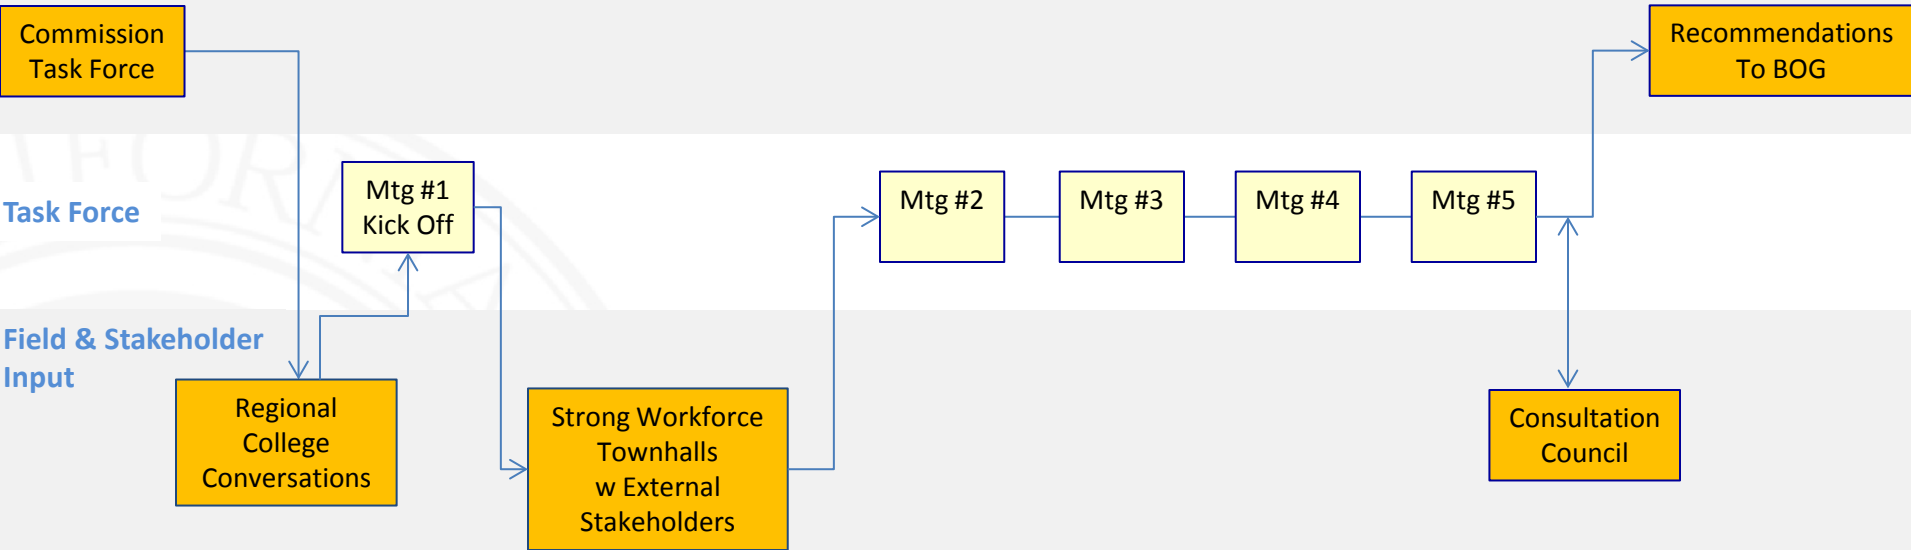 Commission
Task Force
Recommendations
To BOG
Task Force
Mtg #1
Kick Off
Mtg #2
Mtg #3
Mtg #4
Mtg #5
Field & Stakeholder
Input
Regional
College
Conversations
Strong Workforce
Townhalls
w External
Stakeholders
Consultation
Council